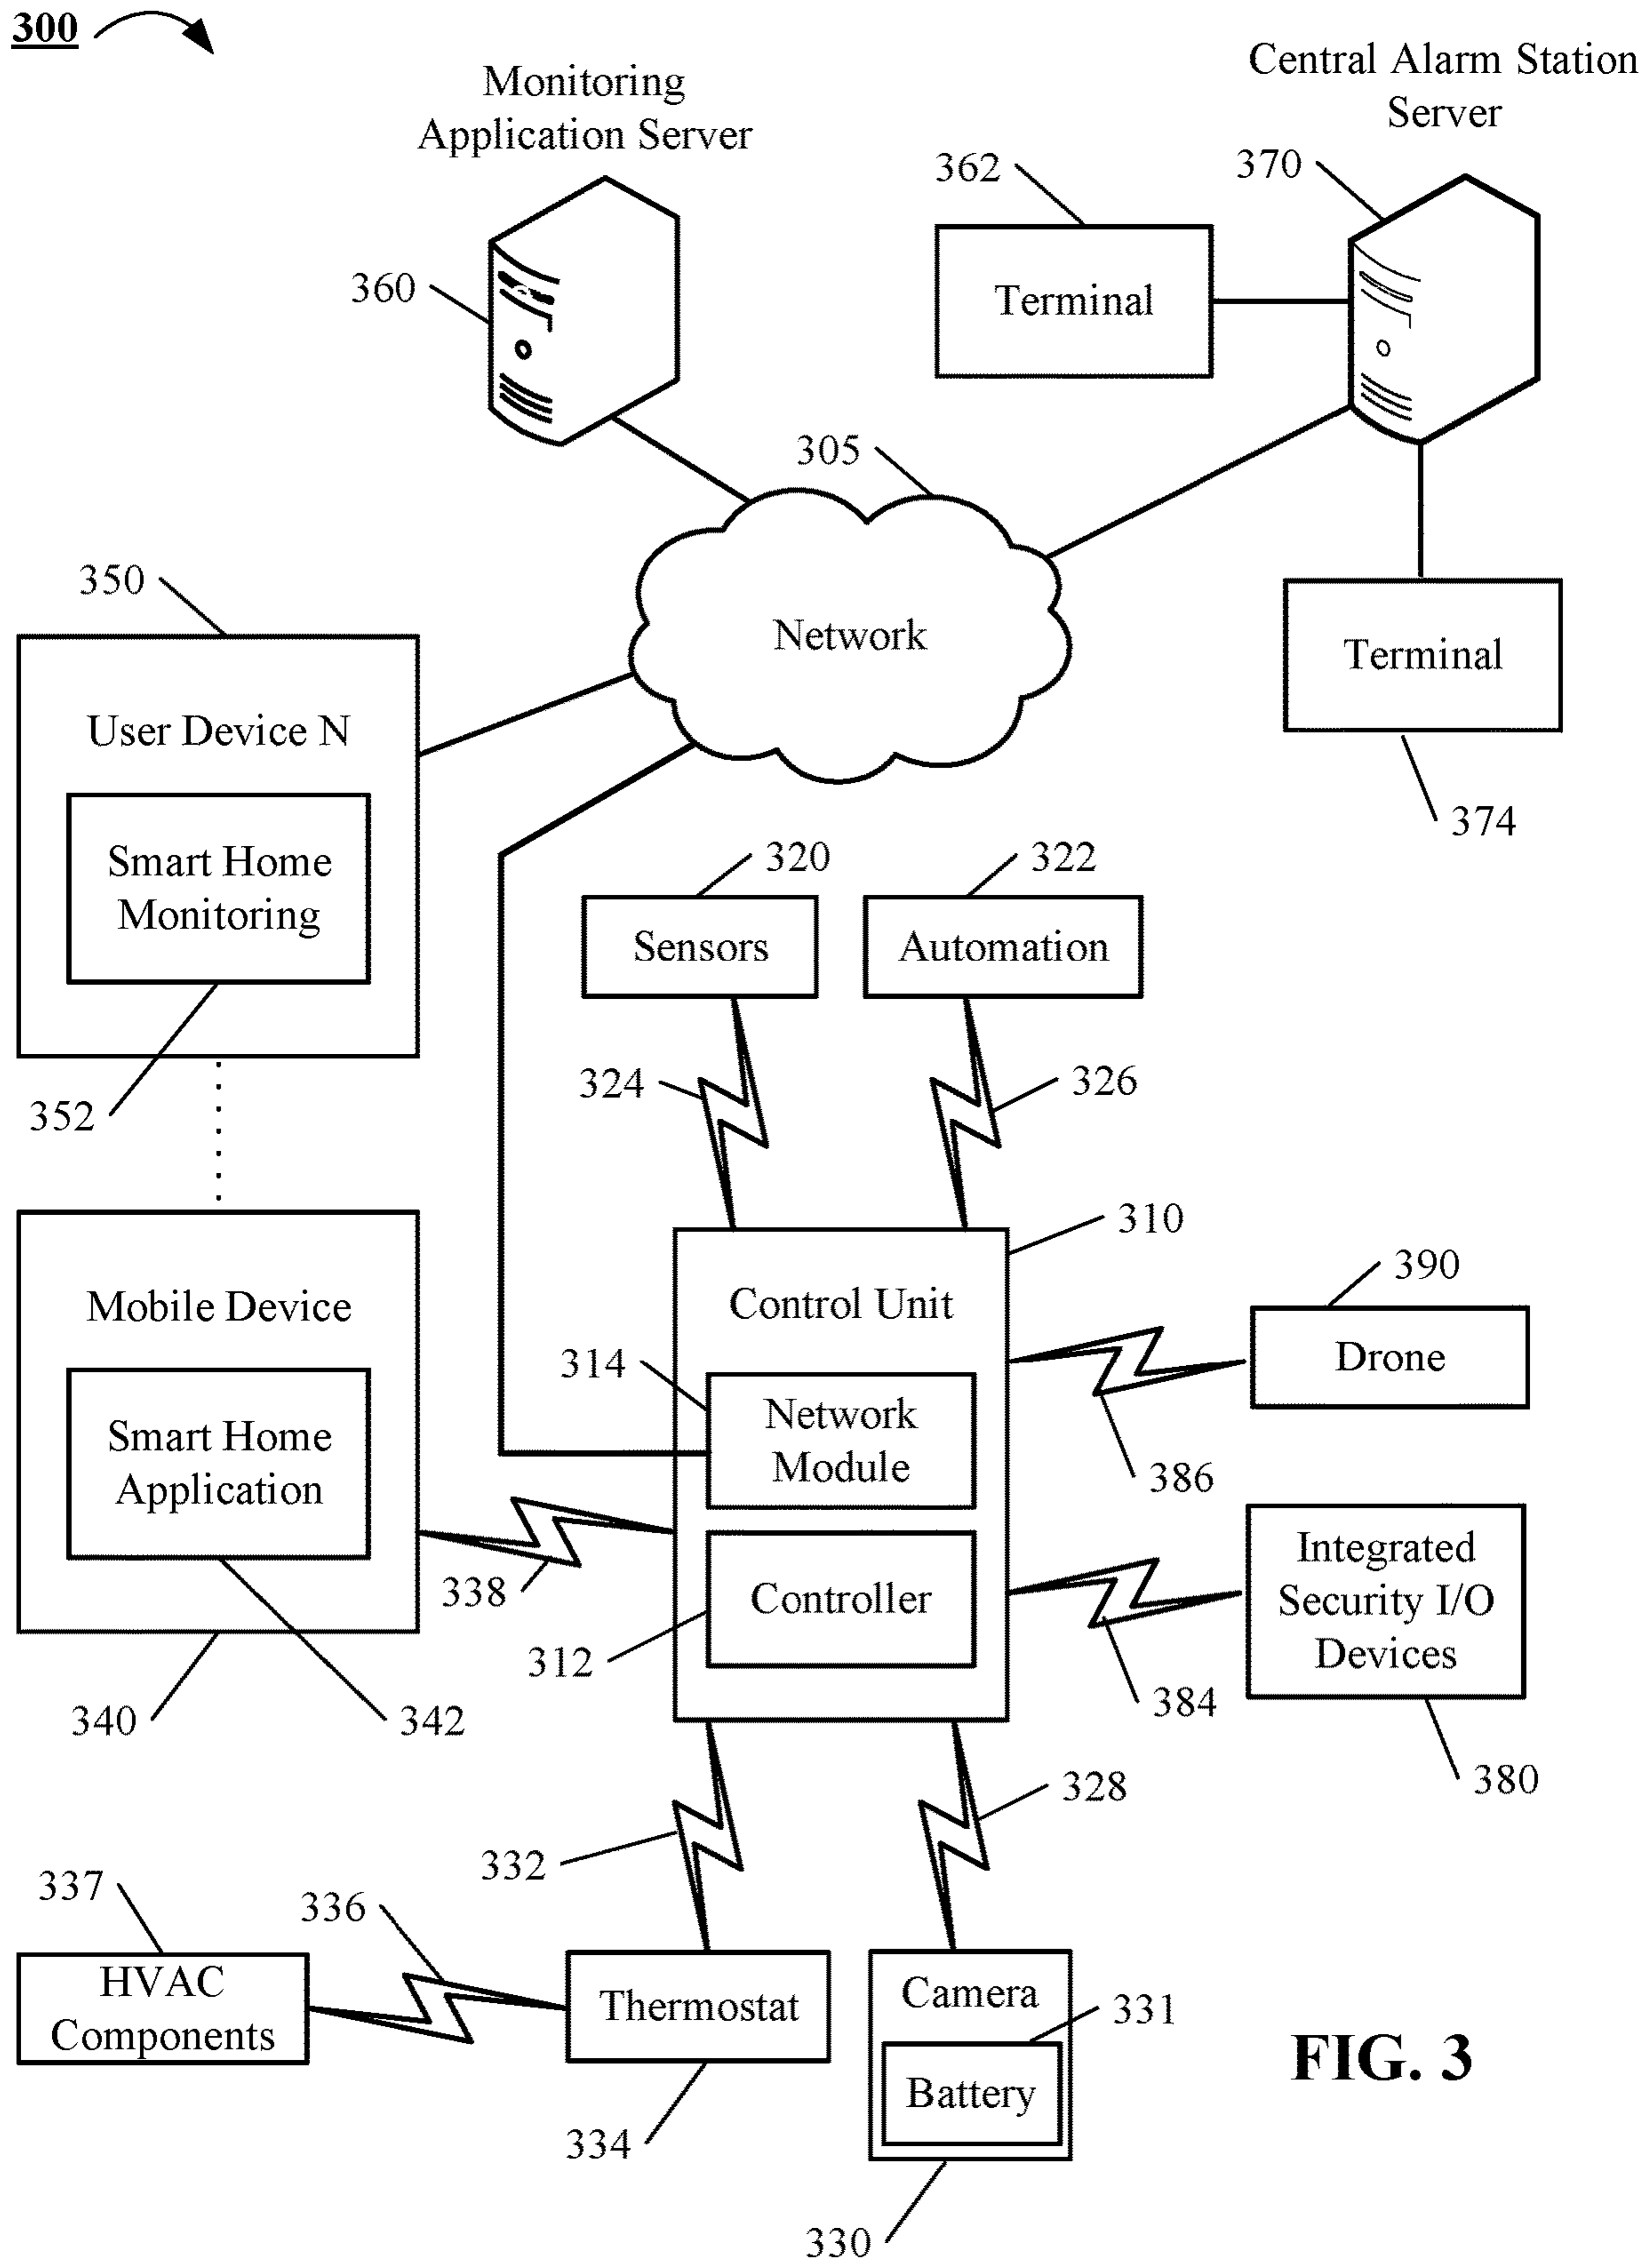 300
Monitoring
Application Server
Central Alarm Station
Server
362
370
Terminal
360
305
Network
350
User Device N
Smart Home
Monitoring
352
Terminal
374
320
322
Sensors
Automation
324
326
310
Control Unit
390
Drone
Mobile Device
314
Network
Module
386
Smart Home
Application
338
Controller
312
Integrated
Security I/O
Devices
384
340
342
380
332
328
337
336
HVAC
Components
Thermostat
334
Camera
331
Battery
330
FIG. 3